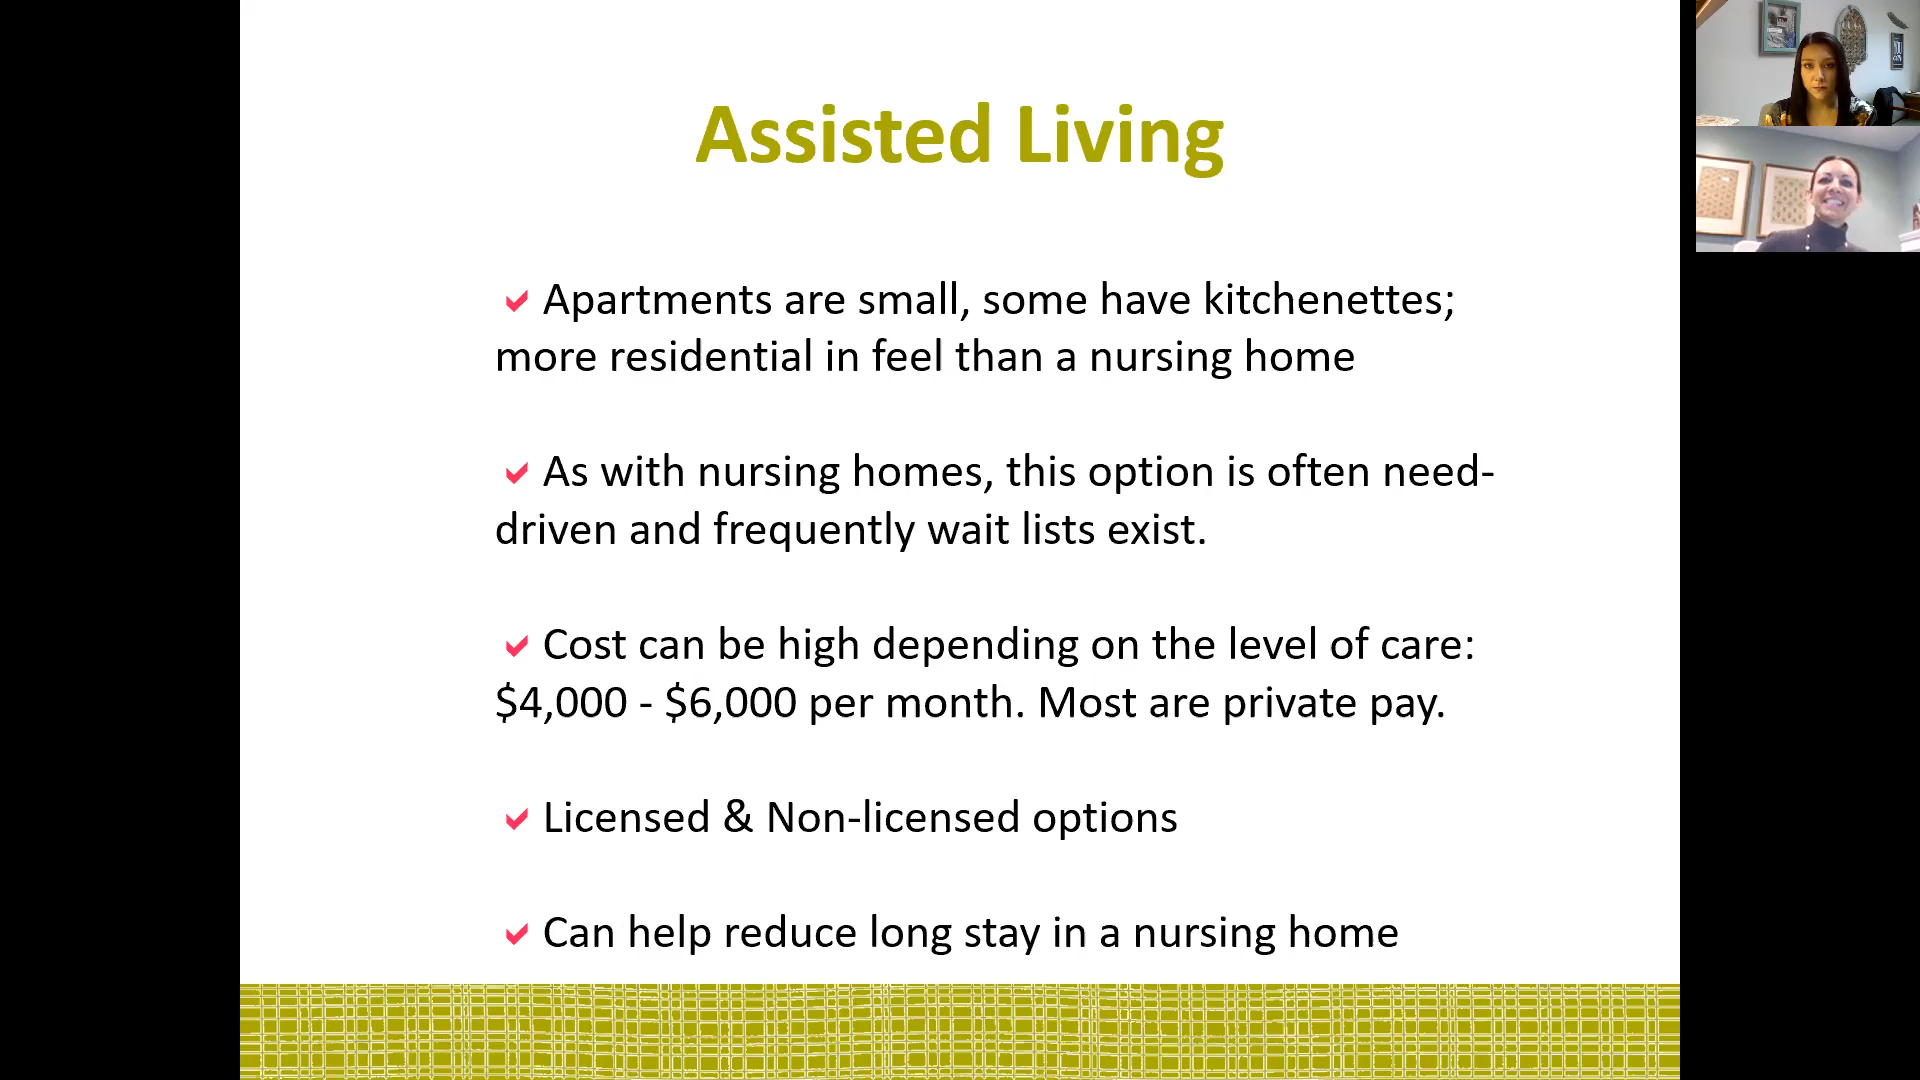 Assisted Living
Apartments are small, some have kitchenettes;
more residential in feel than a nursing home
As with nursing homes, this option is often need-
driven and frequently wait lists exist.
Cost can be high depending on the level of care:
$4,000 - $6,000 per month. Most are private pay.
Licensed & Non-licensed options
Can help reduce long stay in a nursing home